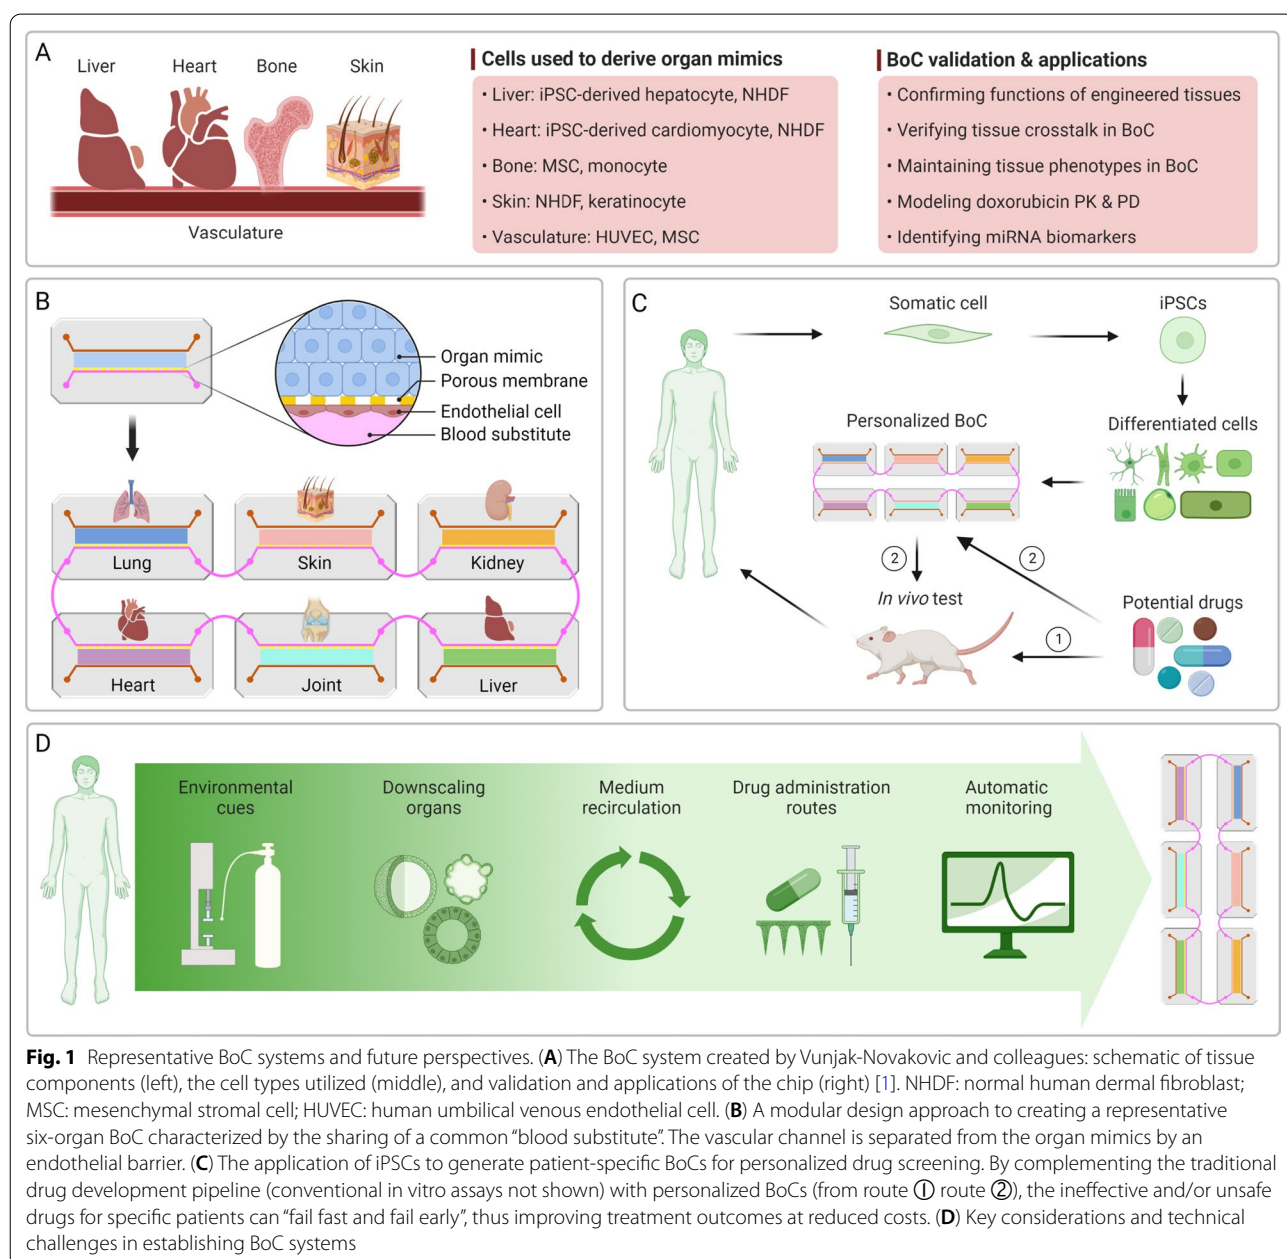 A
Liver
Heart
Bone
Skin
Vasculature
Cells used to derive organ mimics
• Liver: iPSC-derived hepatocyte, NHDF
• Heart: iPSC-derived cardiomyocyte, NHDF
• Bone: MSC, monocyte
• Skin: NHDF, keratinocyte
• Vasculature: HUVEC, MSC
BoC validation & applications
• Confirming functions of engineered tissues
• Verifying tissue crosstalk in BoC
• Maintaining tissue phenotypes in BoC
• Modeling doxorubicin PK & PD
• Identifying miRNA biomarkers
B
Organ mimic
Porous membrane
Endothelial cell
Blood substitute
Lung
Skin
Kidney
Heart
Joint
Liver
C
Somatic cell
iPSCs
Personalized BoC
Differentiated cells
②
②
In vivo test
Potential drugs
①
D
Environmental
cues
Downscaling
organs
Medium
recirculation
Drug administration
routes
Automatic
monitoring
Fig. 1 Representative BoC systems and future perspectives. (A) The BoC system created by Vunjak-Novakovic and colleagues: schematic of tissue
components (left), the cell types utilized (middle), and validation and applications of the chip (right) [1]. NHDF: normal human dermal fibroblast;
MSC: mesenchymal stromal cell; HUVEC: human umbilical venous endothelial cell. (B) A modular design approach to creating a representative
six-organ BoC characterized by the sharing of a common “blood substitute”. The vascular channel is separated from the organ mimics by an
endothelial barrier. (C) The application of iPSCs to generate patient-specific BoCs for personalized drug screening. By complementing the traditional
drug development pipeline (conventional in vitro assays not shown) with personalized BoCs (from route ① route ②), the ineffective and/or unsafe
drugs for specific patients can “fail fast and fail early”, thus improving treatment outcomes at reduced costs. (D) Key considerations and technical
challenges in establishing BoC systems